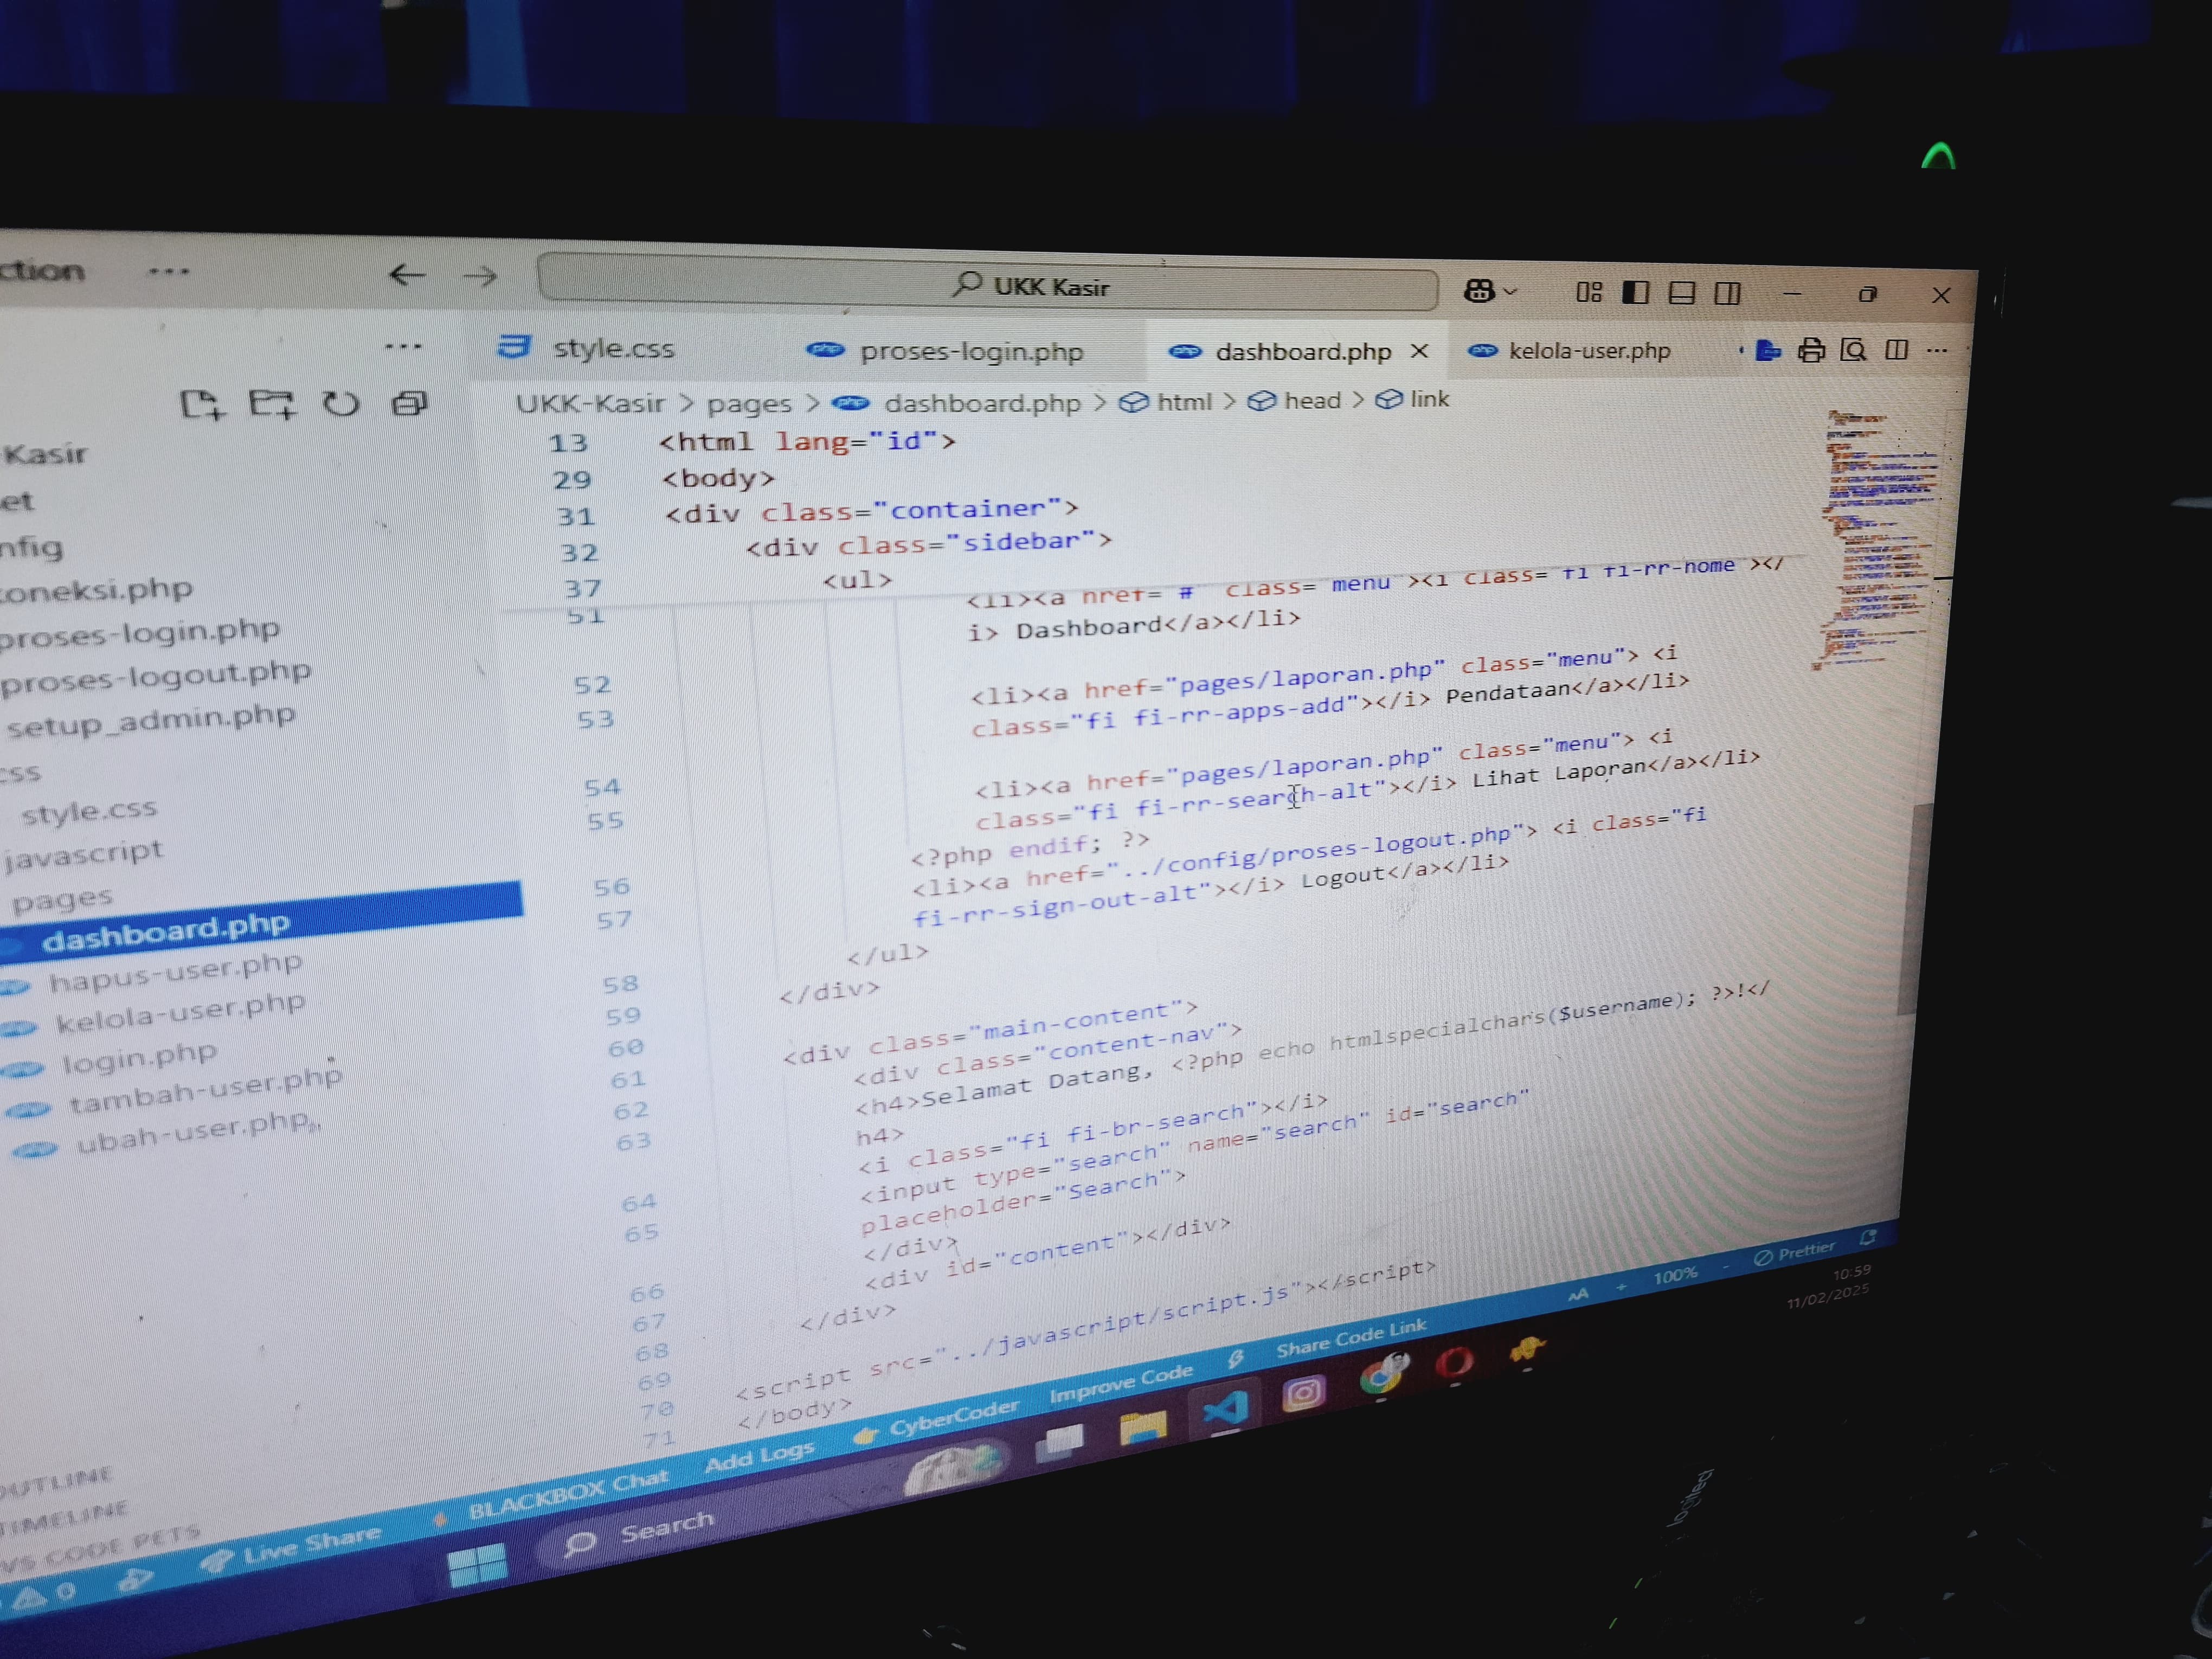 ction ...
UKK Kasir
...
style.css
proses-login.php
dashboard.php
kelola-user.php
UKK-Kasir > pages > dashboard.php > html > head > link
Kasir
et
nfig
koneksi.php
proses-login.php
proses-logout.php
setup_admin.php
css
style.css
javascript
pages
dashboard.php
hapus-user.php
kelola-user.php
login.php
tambah-user.php
ubah-user.php
OUTLINE
TIMELINE
VS CODE PETS
13 <html lang="id">
29 <body>
31 <div class="container">
32 <div class="sidebar">
37 <ul>
51 <li><a href="#" class="menu"><i class="fi fi-rr-home"></
i> Dashboard</a></li>
52
53 <li><a href="pages/laporan.php" class="menu"> <i
class="fi fi-rr-apps-add"></i> Pendataan</a></li>
54
55 <li><a href="pages/laporan.php" class="menu"> <i
class="fi fi-rr-search-alt"></i> Lihat Laporan</a></li>
56 <?php endif; ?>
57 <li><a href="../config/proses-logout.php"> <i class="fi
fi-rr-sign-out-alt"></i> Logout</a></li>
58 </ul>
59 </div>
60 <div class="main-content">
61 <div class="content-nav">
62 <h4>Selamat Datang, <?php echo htmlspecialchars($username); ?>!</
h4>
63 <i class="fi fi-br-search"></i>
64 <input type="search" name="search" id="search"
placeholder="Search">
65 </div>
66 <div id="content"></div>
67 </div>
68
69 <script src="../javascript/script.js"></script>
70 </body>
71
0
Live Share
BLACKBOX Chat
Add Logs
CyberCoder
Improve Code
Share Code Link
AA + 100% -
Prettier
Search
10:59
11/02/2025
logitech